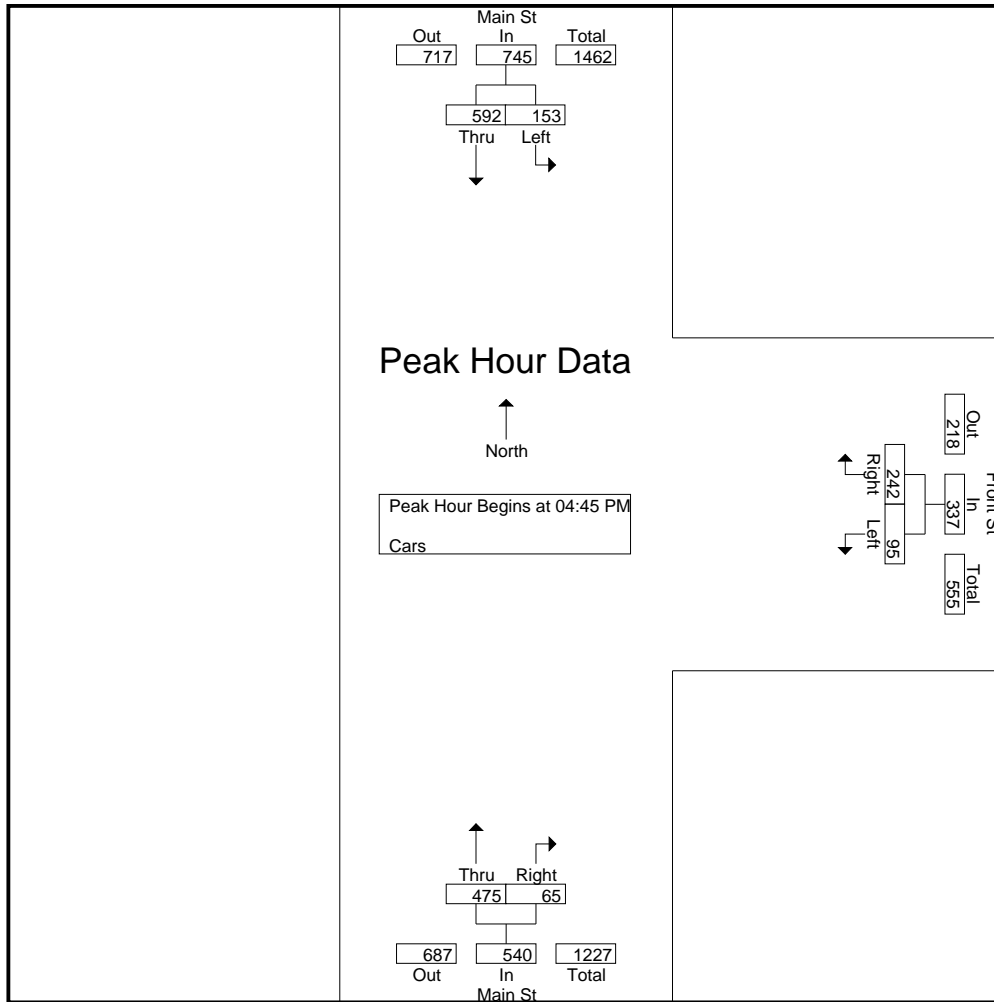 Main St
Out In Total
717 745 1462
592 153
Thru Left
Peak Hour Data
North
Peak Hour Begins at 04:45 PM
Cars
Front St
Out In Total
218 337 555
242 95
Right Left
Thru Right
475 65
687 540 1227
Out In Total
Main St